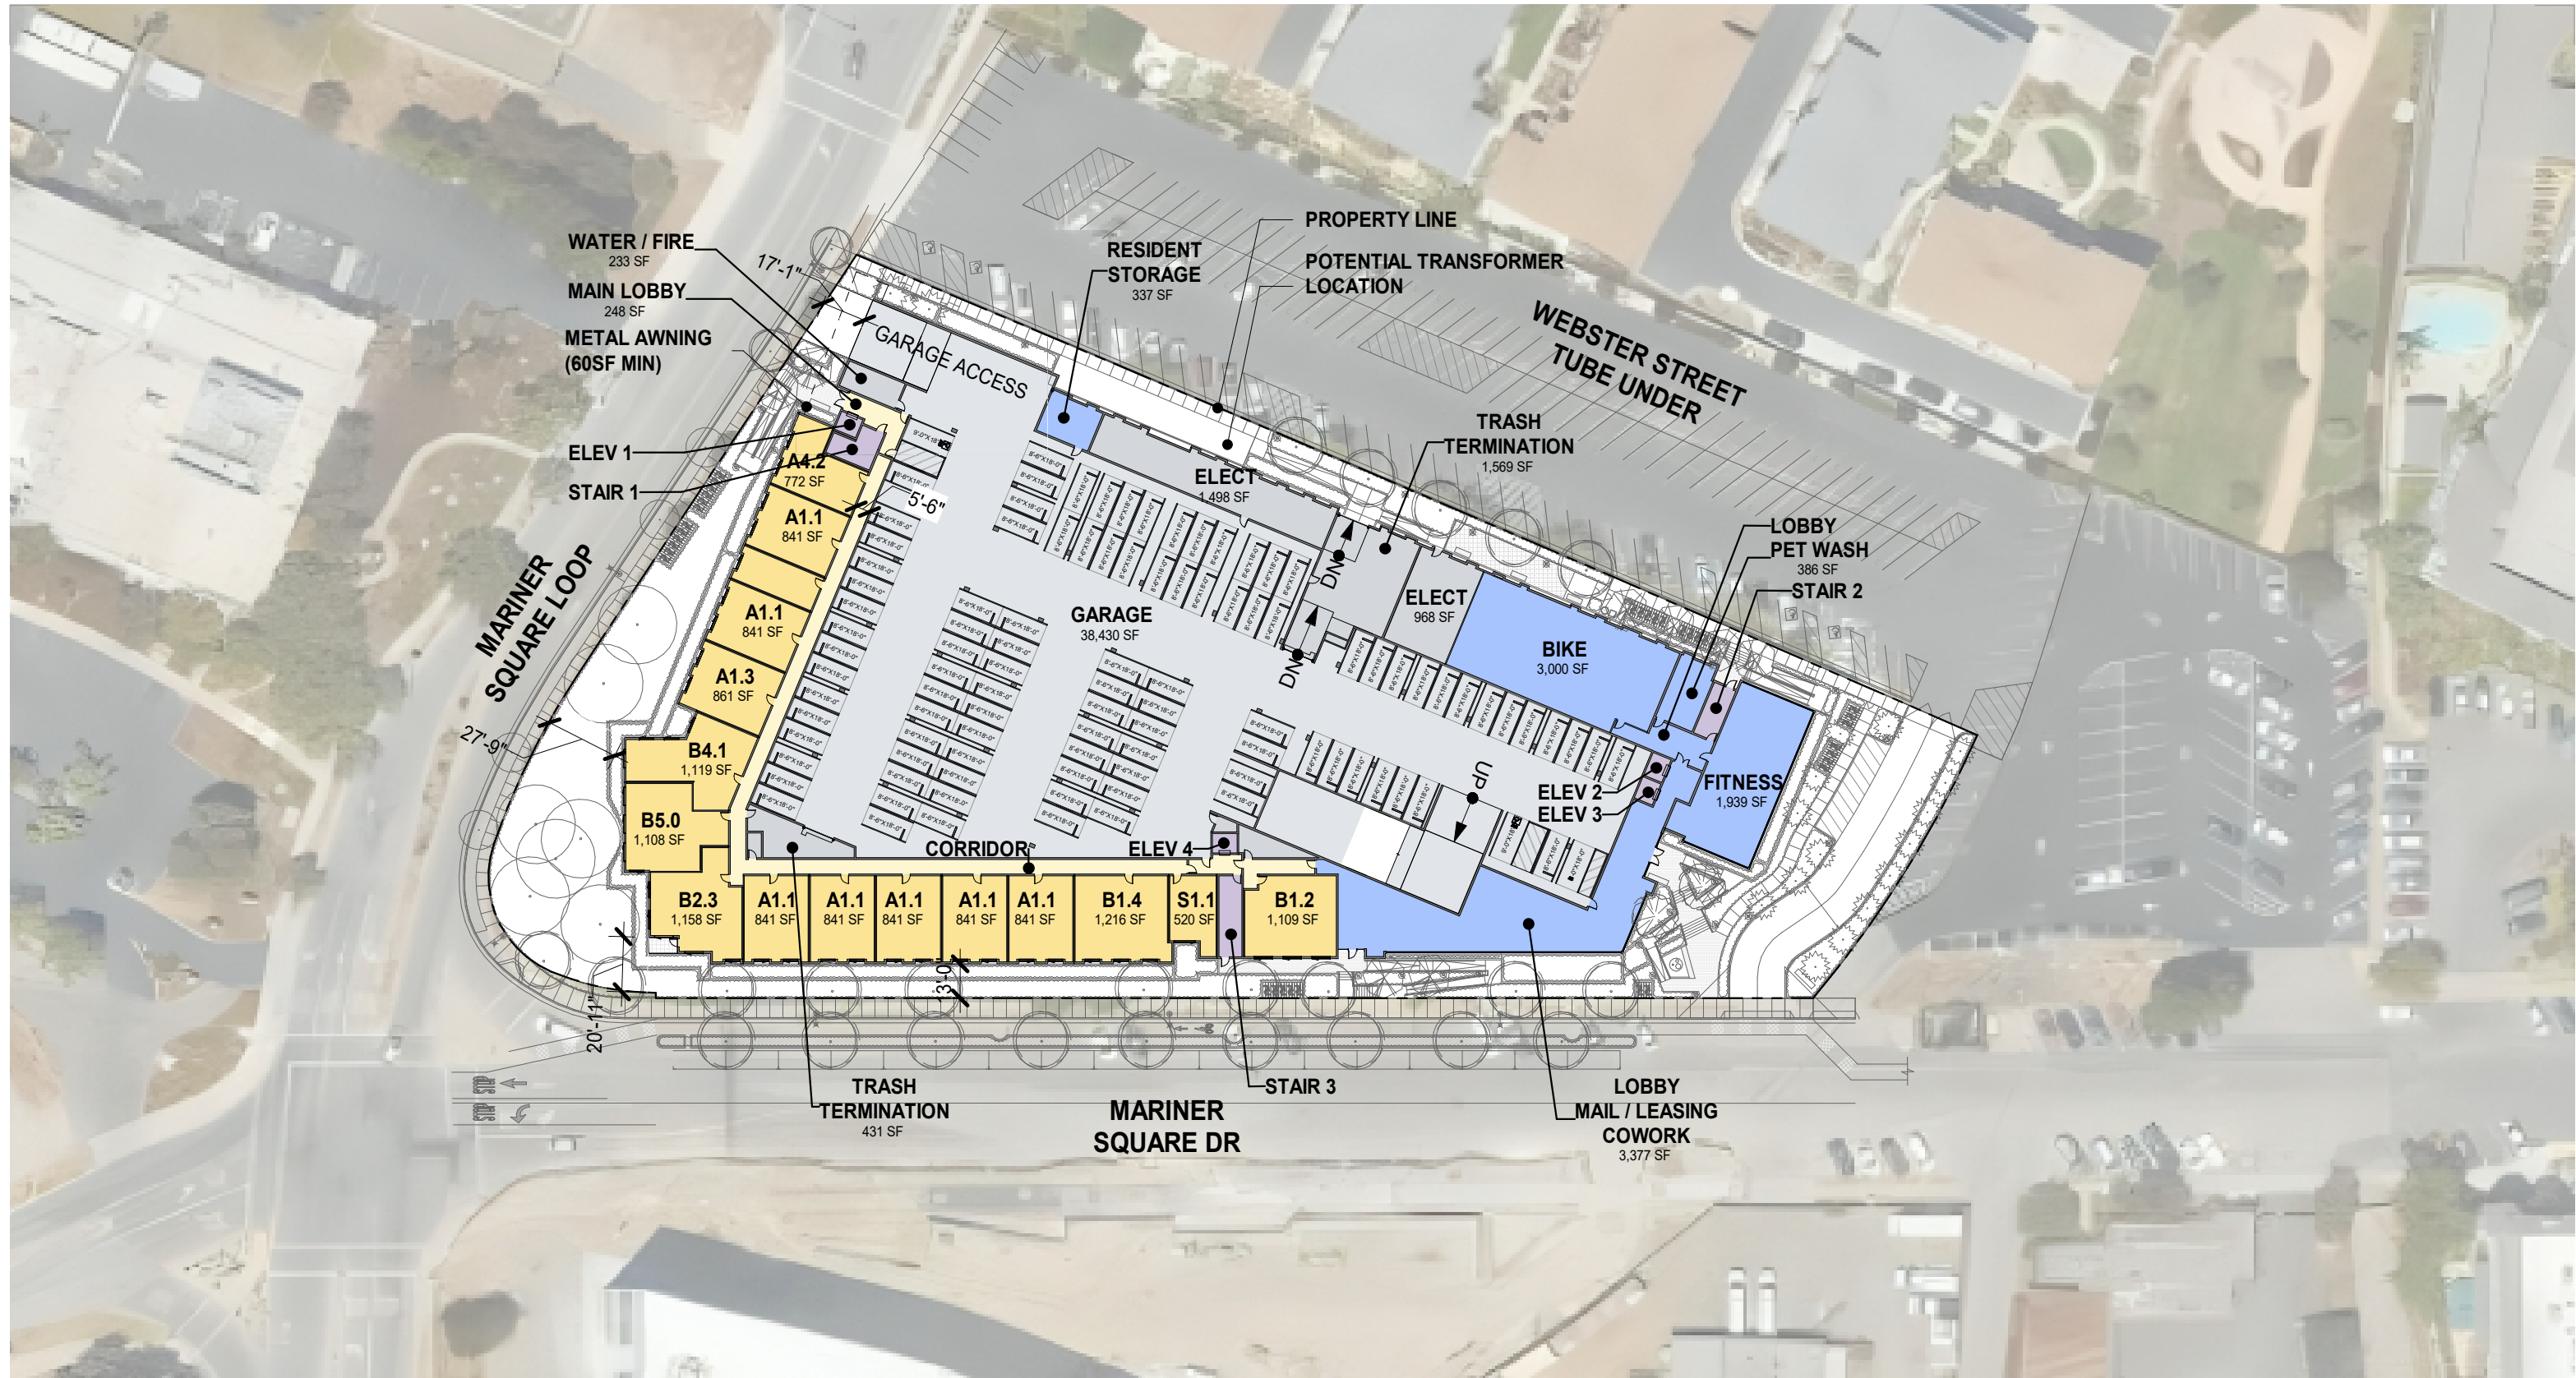 WATER / FIRE
233 SF
MAIN LOBBY
248 SF
METAL AWNING
(60SF MIN)
ELEV 1
STAIR 1
17'-1"
GARAGE ACCESS
RESIDENT
STORAGE
337 SF
PROPERTY LINE
POTENTIAL TRANSFORMER
LOCATION
WEBSTER STREET
TUBE UNDER
TRASH
TERMINATION
1,569 SF
LOBBY
PET WASH
386 SF
STAIR 2
ELECT
1,498 SF
5'-6"
A4.2
772 SF
A1.1
841 SF
A1.1
841 SF
A1.3
861 SF
B4.1
1,119 SF
B5.0
1,108 SF
B2.3
1,158 SF
MARINER
SQUARE LOOP
27'-9"
GARAGE
38,430 SF
DN
DN
UP
ELECT
968 SF
BIKE
3,000 SF
FITNESS
1,939 SF
ELEV 2
ELEV 3
CORRIDOR
ELEV 4
A1.1
841 SF
A1.1
841 SF
A1.1
841 SF
A1.1
841 SF
A1.1
841 SF
B1.4
1,216 SF
S1.1
520 SF
B1.2
1,109 SF
20'-11"
STOP
STOP
TRASH
TERMINATION
431 SF
MARINER
SQUARE DR
STAIR 3
LOBBY
MAIL / LEASING
COWORK
3,377 SF